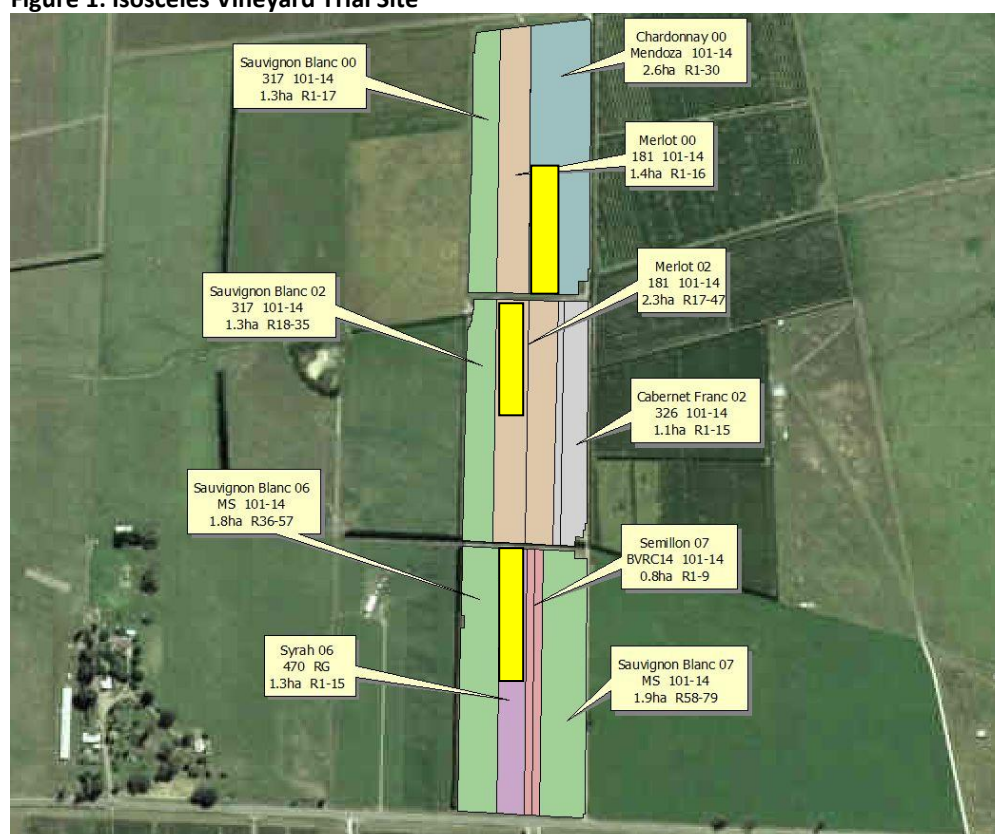 Figure 1: Isosceles Vineyard Trial Site
Sauvignon Blanc 00
317 101-14
1.3ha R1-17
Chardonnay 00
Mendoza 101-14
2.6ha R1-30
Merlot 00
181 101-14
1.4ha R1-16
Sauvignon Blanc 02
317 101-14
1.3ha R18-35
Merlot 02
181 101-14
2.3ha R17-47
Cabernet Franc 02
326 101-14
1.1ha R1-15
Sauvignon Blanc 06
MS 101-14
1.8ha R36-57
Semillon 07
BVRC14 101-14
0.8ha R1-9
Syrah 06
470 RG
1.3ha R1-15
Sauvignon Blanc 07
MS 101-14
1.9ha R58-79